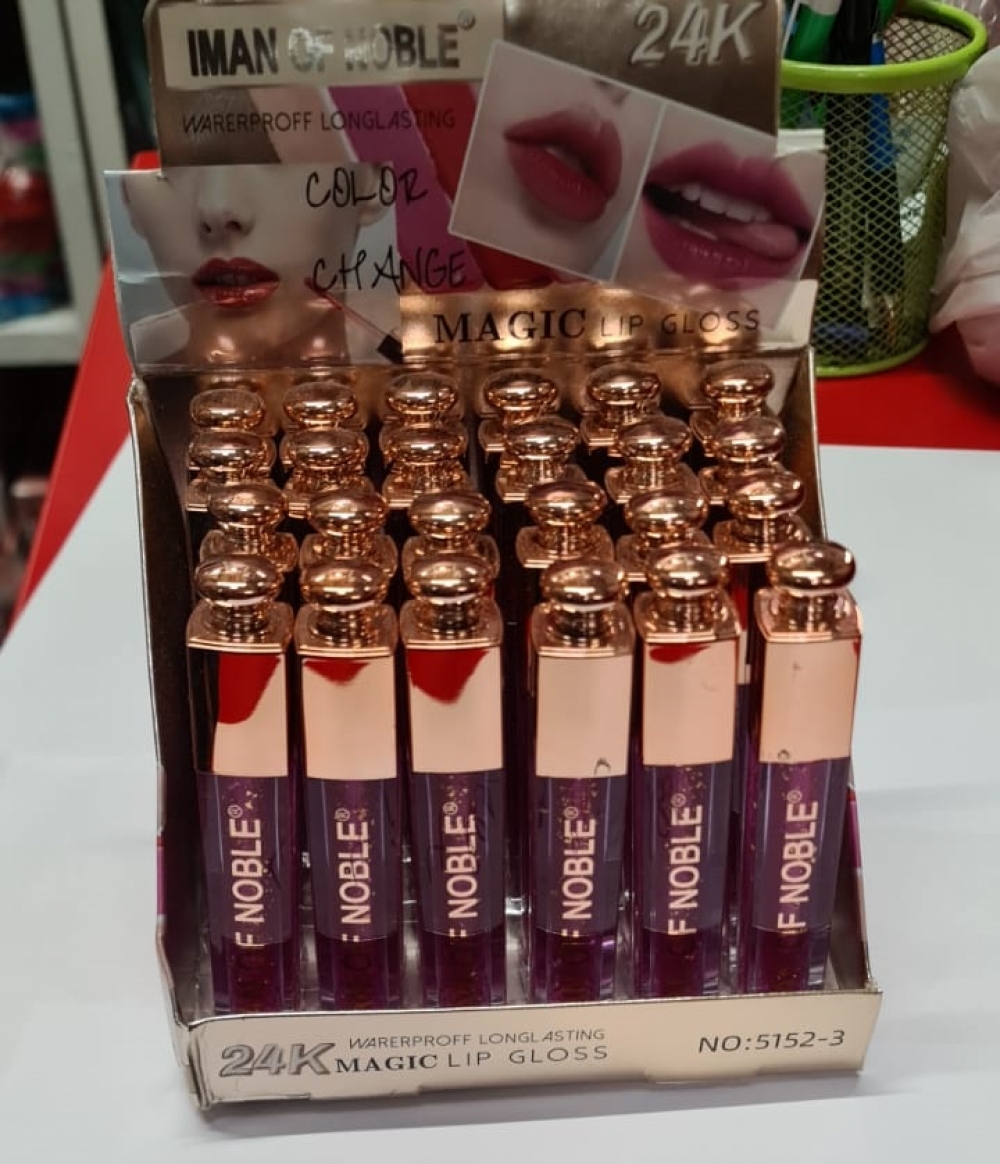 IMAN OF NOBLE®
24K
WARERPROFF LONGLASTING
COLOR
CHANGE
MAGIC LIP GLOSS
F NOBLE®
F NOBLE®
F NOBLE®
F NOBLE®
F NOBLE®
F NOBLE®
24K WARERPROFF LONGLASTING
MAGIC LIP GLOSS
NO:5152-3